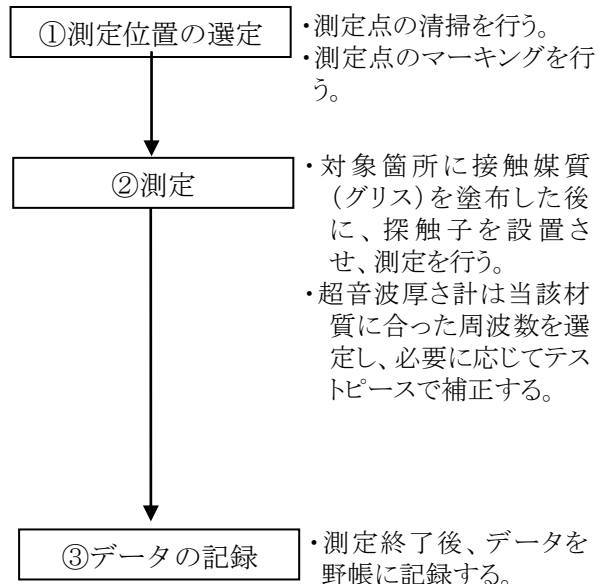 ①測定位置の選定
・測定点の清掃を行う。
・測定点のマーキングを行
う。
②測定
・対象箇所に接触媒質
(グリス)を塗布した後
に、探触子を設置さ
せ、測定を行う。
・超音波厚さ計は当該材
質に合った周波数を選
定し、必要に応じてテス
トピースで補正する。
③データの記録
・測定終了後、データを
野帳に記録する。